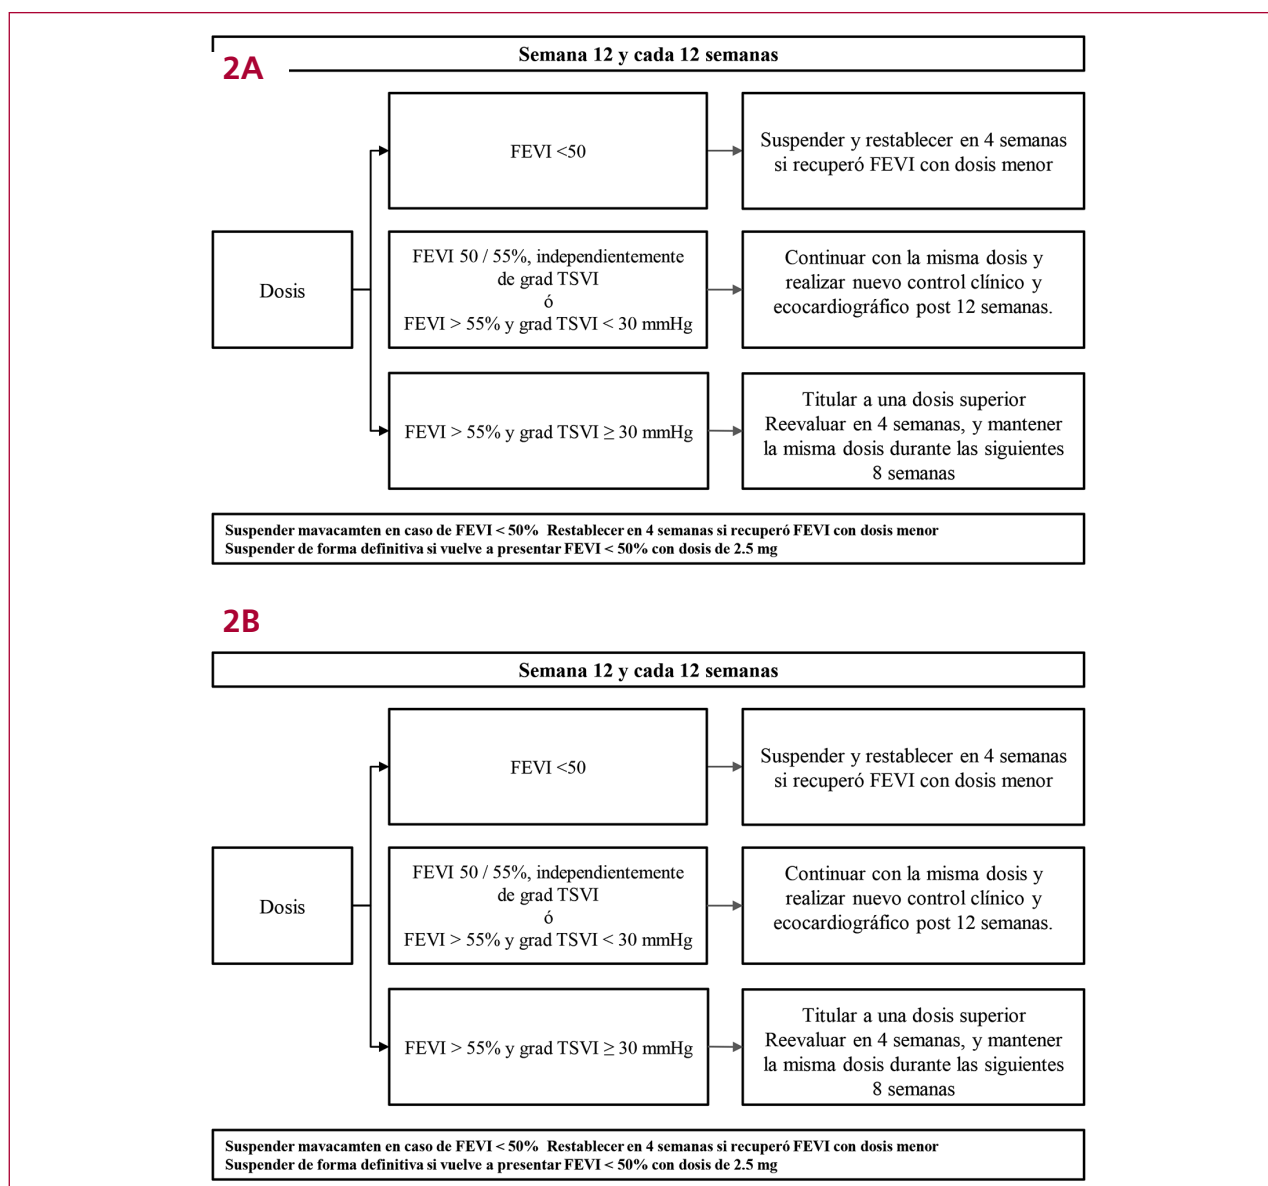 2A
Semana 12 y cada 12 semanas
FEVI <50
Suspender y restablecer en 4 semanas
si recuperó FEVI con dosis menor
Dosis
FEVI 50 / 55%, independientemente
de grad TSVI
ó
FEVI > 55% y grad TSVI < 30 mmHg
Continuar con la misma dosis y
realizar nuevo control clínico y
ecocardiográfico post 12 semanas.
FEVI > 55% y grad TSVI ≥ 30 mmHg
Titular a una dosis superior
Reevaluar en 4 semanas, y mantener
la misma dosis durante las siguientes
8 semanas
Suspender mavacamten en caso de FEVI < 50% Restablecer en 4 semanas si recuperó FEVI con dosis menor
Suspender de forma definitiva si vuelve a presentar FEVI < 50% con dosis de 2.5 mg
2B
Semana 12 y cada 12 semanas
FEVI <50
Suspender y restablecer en 4 semanas
si recuperó FEVI con dosis menor
Dosis
FEVI 50 / 55%, independientemente
de grad TSVI
ó
FEVI > 55% y grad TSVI < 30 mmHg
Continuar con la misma dosis y
realizar nuevo control clínico y
ecocardiográfico post 12 semanas.
FEVI > 55% y grad TSVI ≥ 30 mmHg
Titular a una dosis superior
Reevaluar en 4 semanas, y mantener
la misma dosis durante las siguientes
8 semanas
Suspender mavacamten en caso de FEVI < 50% Restablecer en 4 semanas si recuperó FEVI con dosis menor
Suspender de forma definitiva si vuelve a presentar FEVI < 50% con dosis de 2.5 mg